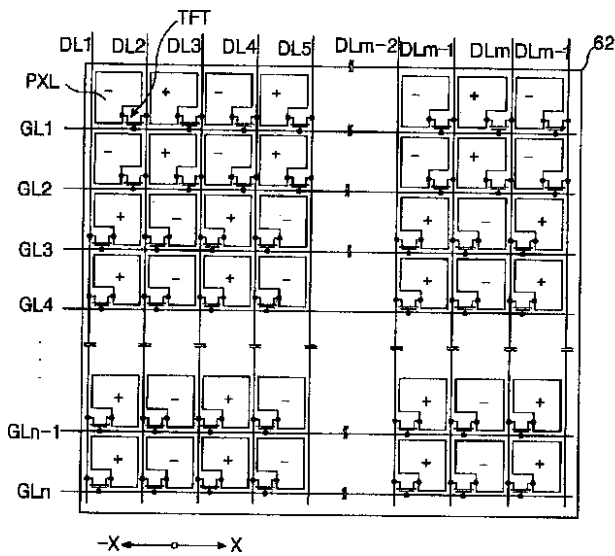 TFT
DL1 DL2 DL3 DL4 DL5 DLm-2 DLm-1 DLm DLm-1
62
PXL
- + - + - + -
GL1
- + - + - + -
GL2
+ - + - + - +
GL3
+ - + - + - +
GL4
+ - + - + - +
GLn-1
+ - + - + - +
GLn
-X X